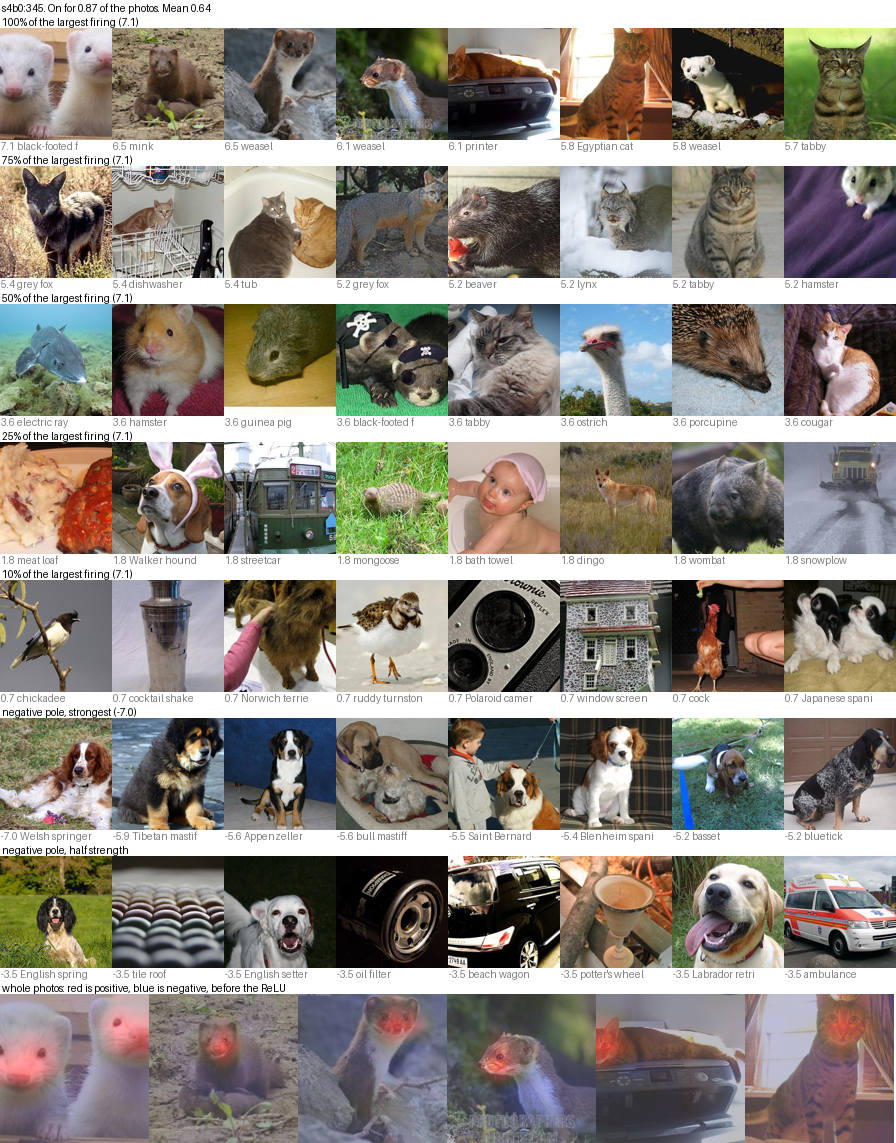 s4b0:345. On for 0.87 of the photos. Mean 0.64
100% of the largest firing (7.1)
7.1 black-footed f
6.5 mink
6.5 weasel
6.1 weasel
6.1 printer
5.8 Egyptian cat
5.8 weasel
5.7 tabby
75% of the largest firing (7.1)
5.4 grey fox
5.4 dishwasher
5.4 tub
5.2 grey fox
5.2 beaver
5.2 lynx
5.2 tabby
5.2 hamster
50% of the largest firing (7.1)
3.6 electric ray
3.6 hamster
3.6 guinea pig
3.6 black-footed f
3.6 tabby
3.6 ostrich
3.6 porcupine
3.6 cougar
25% of the largest firing (7.1)
1.8 meat loaf
1.8 Walker hound
1.8 streetcar
1.8 mongoose
1.8 bath towel
1.8 dingo
1.8 wombat
1.8 snowplow
10% of the largest firing (7.1)
REFLEX
0.7 chickadee
0.7 cocktail shake
0.7 Norwich terrie
0.7 ruddy turnston
0.7 Polaroid camer
0.7 window screen
0.7 cock
0.7 Japanese spani
negative pole, strongest (-7.0)
-7.0 Welsh springer
-5.9 Tibetan mastif
-5.6 Appenzeller
-5.6 bull mastiff
-5.5 Saint Bernard
-5.4 Blenheim spani
-5.2 basset
-5.2 bluetick
negative pole, half strength
-3.5 English spring
-3.5 tile roof
-3.5 English setter
-3.5 oil filter
-3.5 beach wagon
-3.5 potter's wheel
-3.5 Labrador retri
-3.5 ambulance
whole photos: red is positive, blue is negative, before the ReLU